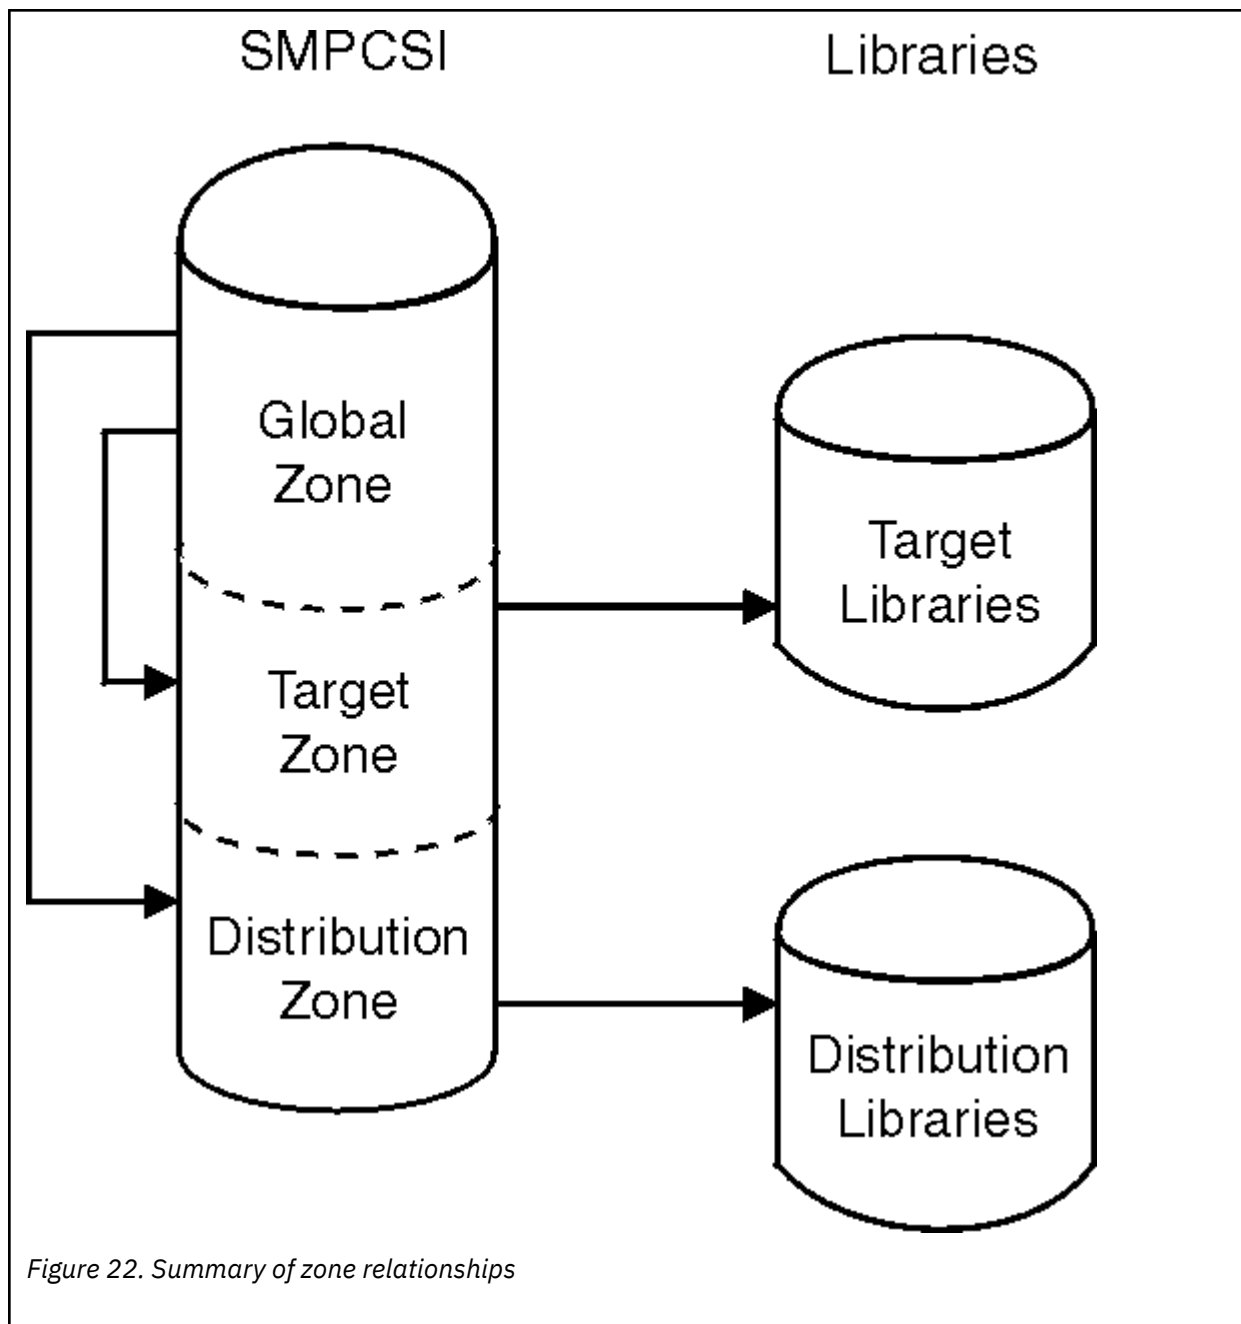 SMPCSI
Libraries
Global
Zone
Target
Zone
Distribution
Zone
Target
Libraries
Distribution
Libraries
Figure 22. Summary of zone relationships